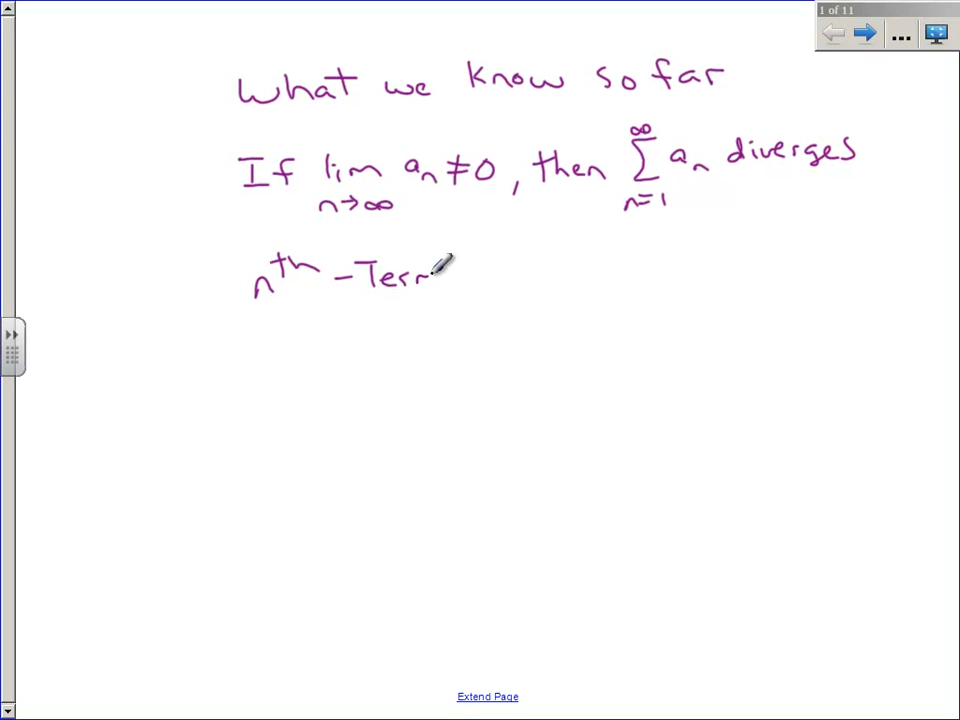 1 of 11
What we know so far
If lim n→∞ aₙ ≠ 0, then ∞ ∑ n=1 aₙ diverges
nᵗʰ - Term
Extend Page